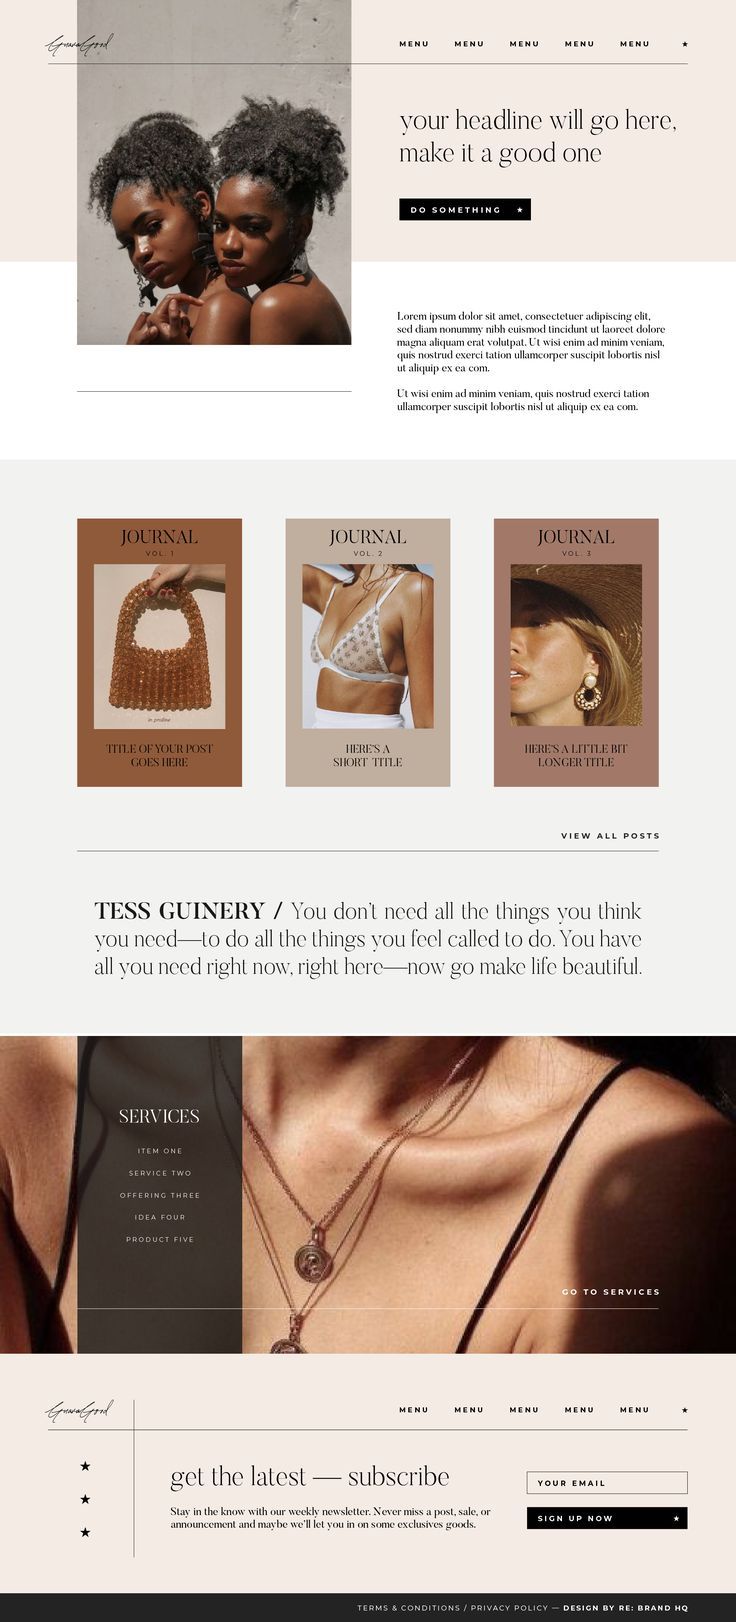 GuavaGood
MENU MENU MENU MENU MENU
your headline will go here,
make it a good one
DO SOMETHING
Lorem ipsum dolor sit amet, consectetuer adipiscing elit,
sed diam nonummy nibh euismod tincidunt ut laoreet dolore
magna aliquam erat volutpat. Ut wisi enim ad minim veniam,
quis nostrud exerci tation ullamcorper suscipit lobortis nisl
ut aliquip ex ea com.
Ut wisi enim ad minim veniam, quis nostrud exerci tation
ullamcorper suscipit lobortis nisl ut aliquip ex ea com.
JOURNAL
VOL. 1
in praline
TITLE OF YOUR POST
GOES HERE
JOURNAL
VOL. 2
HERE'S A
SHORT TITLE
JOURNAL
VOL. 3
HERE'S A LITTLE BIT
LONGER TITLE
VIEW ALL POSTS
TESS GUINERY / You don't need all the things you think
you need—to do all the things you feel called to do. You have
all you need right now, right here—now go make life beautiful.
SERVICES
ITEM ONE
SERVICE TWO
OFFERING THREE
IDEA FOUR
PRODUCT FIVE
GO TO SERVICES
GuavaGood
MENU MENU MENU MENU MENU
get the latest — subscribe
Stay in the know with our weekly newsletter. Never miss a post, sale, or
announcement and maybe we'll let you in on some exclusives goods.
YOUR EMAIL
SIGN UP NOW
TERMS & CONDITIONS / PRIVACY POLICY — DESIGN BY RE: BRAND HQ